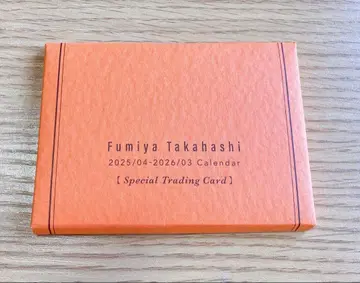 Fumiya Takahashi
2025/04-2026/03 Calendar
【Special Trading Card】